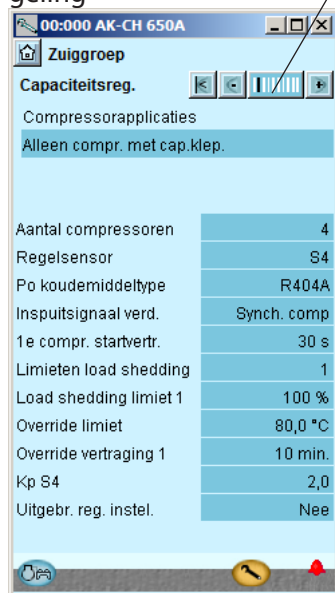 geling
00:000 AK-CH 650A
Zuiggroep
Capaciteitsreg.
Compressorapplicaties
Alleen compr. met cap.klep.
Aantal compressoren 4
Regelsensor S4
Po koudemiddeltype R404A
Inspuitsignaal verd. Synch. comp
1e compr. startvertr. 30 s
Limieten load shedding 1
Load shedding limiet 1 100 %
Override limiet 80,0 °C
Override vertraging 1 10 min.
Kp S4 2,0
Uitgebr. reg. instel. Nee